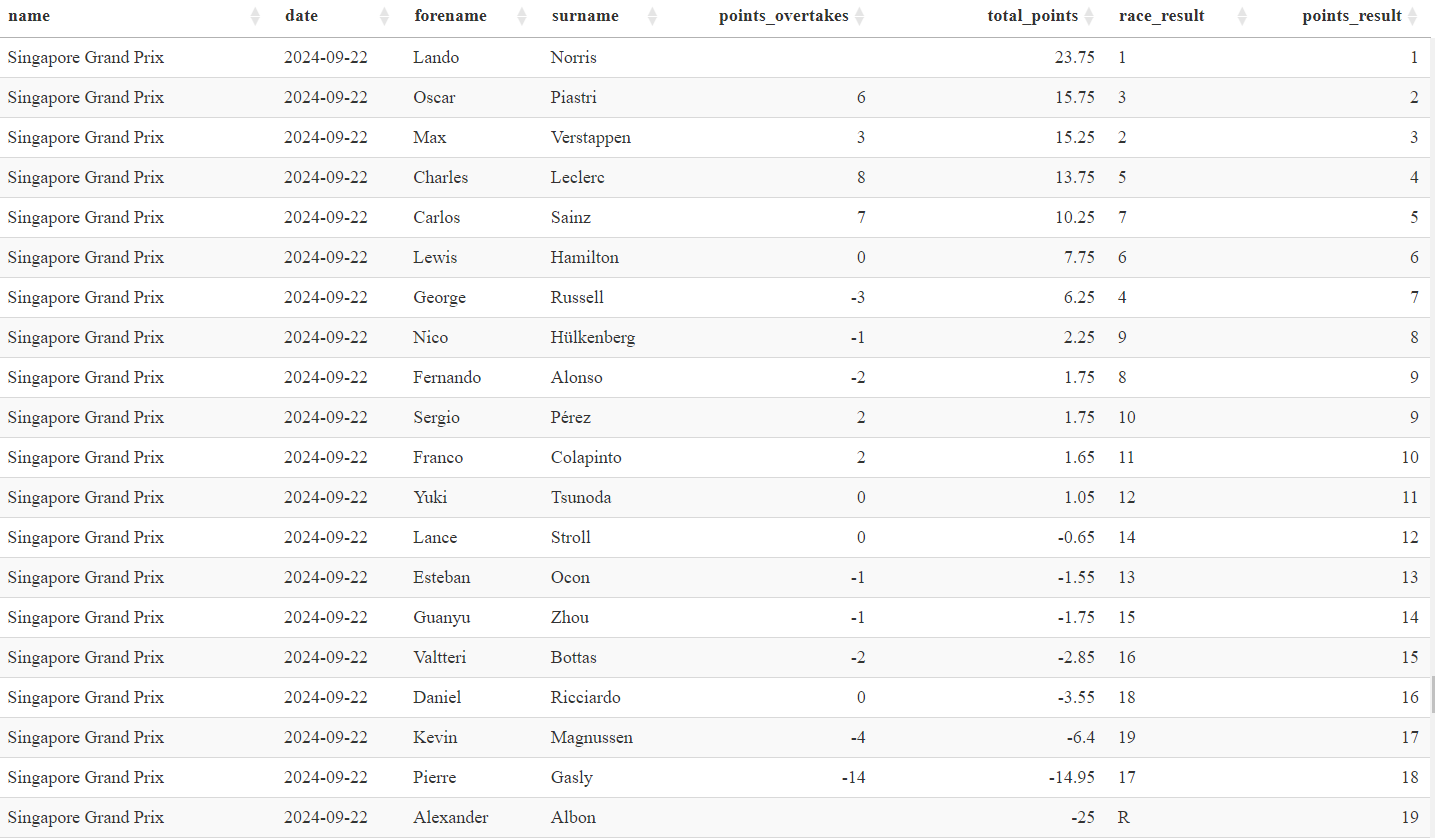 name date forename surname points_overtakes total_points race_result points_result
Singapore Grand Prix 2024-09-22 Lando Norris 23.75 1 1
Singapore Grand Prix 2024-09-22 Oscar Piastri 6 15.75 3 2
Singapore Grand Prix 2024-09-22 Max Verstappen 3 15.25 2 3
Singapore Grand Prix 2024-09-22 Charles Leclerc 8 13.75 5 4
Singapore Grand Prix 2024-09-22 Carlos Sainz 7 10.25 7 5
Singapore Grand Prix 2024-09-22 Lewis Hamilton 0 7.75 6 6
Singapore Grand Prix 2024-09-22 George Russell -3 6.25 4 7
Singapore Grand Prix 2024-09-22 Nico Hülkenberg -1 2.25 9 8
Singapore Grand Prix 2024-09-22 Fernando Alonso -2 1.75 8 9
Singapore Grand Prix 2024-09-22 Sergio Pérez 2 1.75 10 9
Singapore Grand Prix 2024-09-22 Franco Colapinto 2 1.65 11 10
Singapore Grand Prix 2024-09-22 Yuki Tsunoda 0 1.05 12 11
Singapore Grand Prix 2024-09-22 Lance Stroll 0 -0.65 14 12
Singapore Grand Prix 2024-09-22 Esteban Ocon -1 -1.55 13 13
Singapore Grand Prix 2024-09-22 Guanyu Zhou -1 -1.75 15 14
Singapore Grand Prix 2024-09-22 Valtteri Bottas -2 -2.85 16 15
Singapore Grand Prix 2024-09-22 Daniel Ricciardo 0 -3.55 18 16
Singapore Grand Prix 2024-09-22 Kevin Magnussen -4 -6.4 19 17
Singapore Grand Prix 2024-09-22 Pierre Gasly -14 -14.95 17 18
Singapore Grand Prix 2024-09-22 Alexander Albon -25 R 19